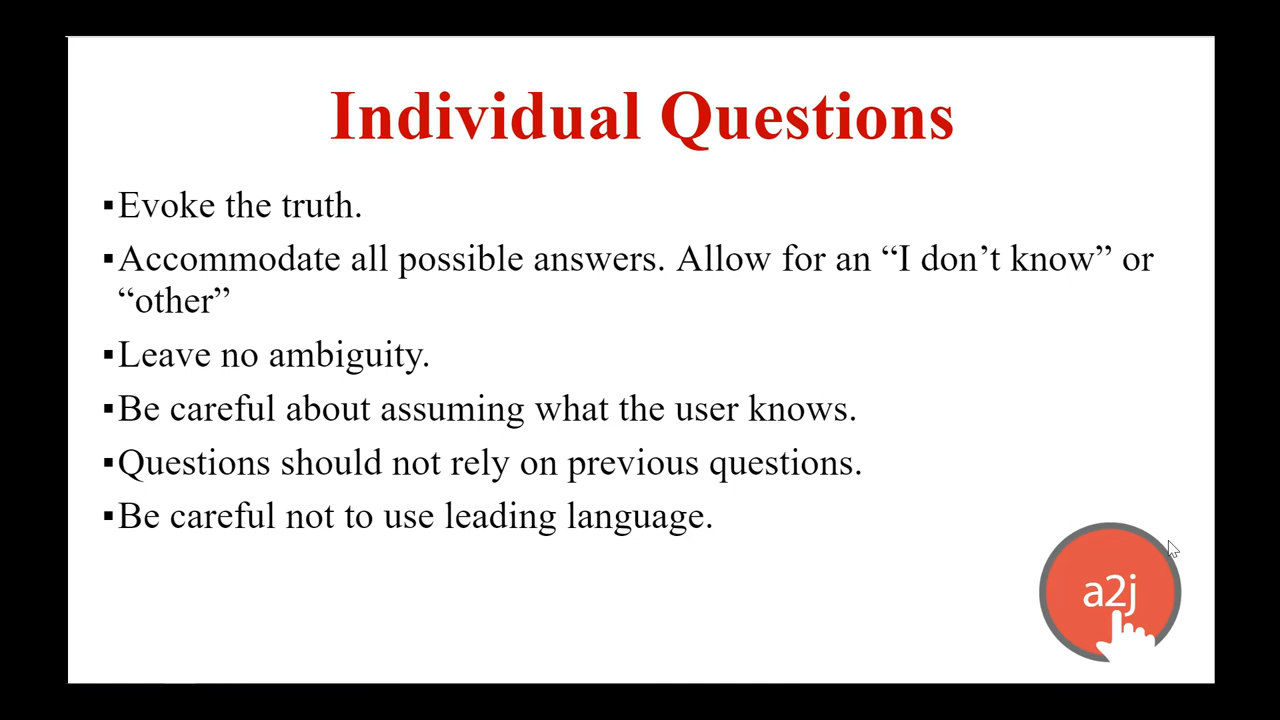 Individual Questions
▪Evoke the truth.
▪Accommodate all possible answers. Allow for an “I don’t know” or
“other”
▪Leave no ambiguity.
▪Be careful about assuming what the user knows.
▪Questions should not rely on previous questions.
▪Be careful not to use leading language.
a2j